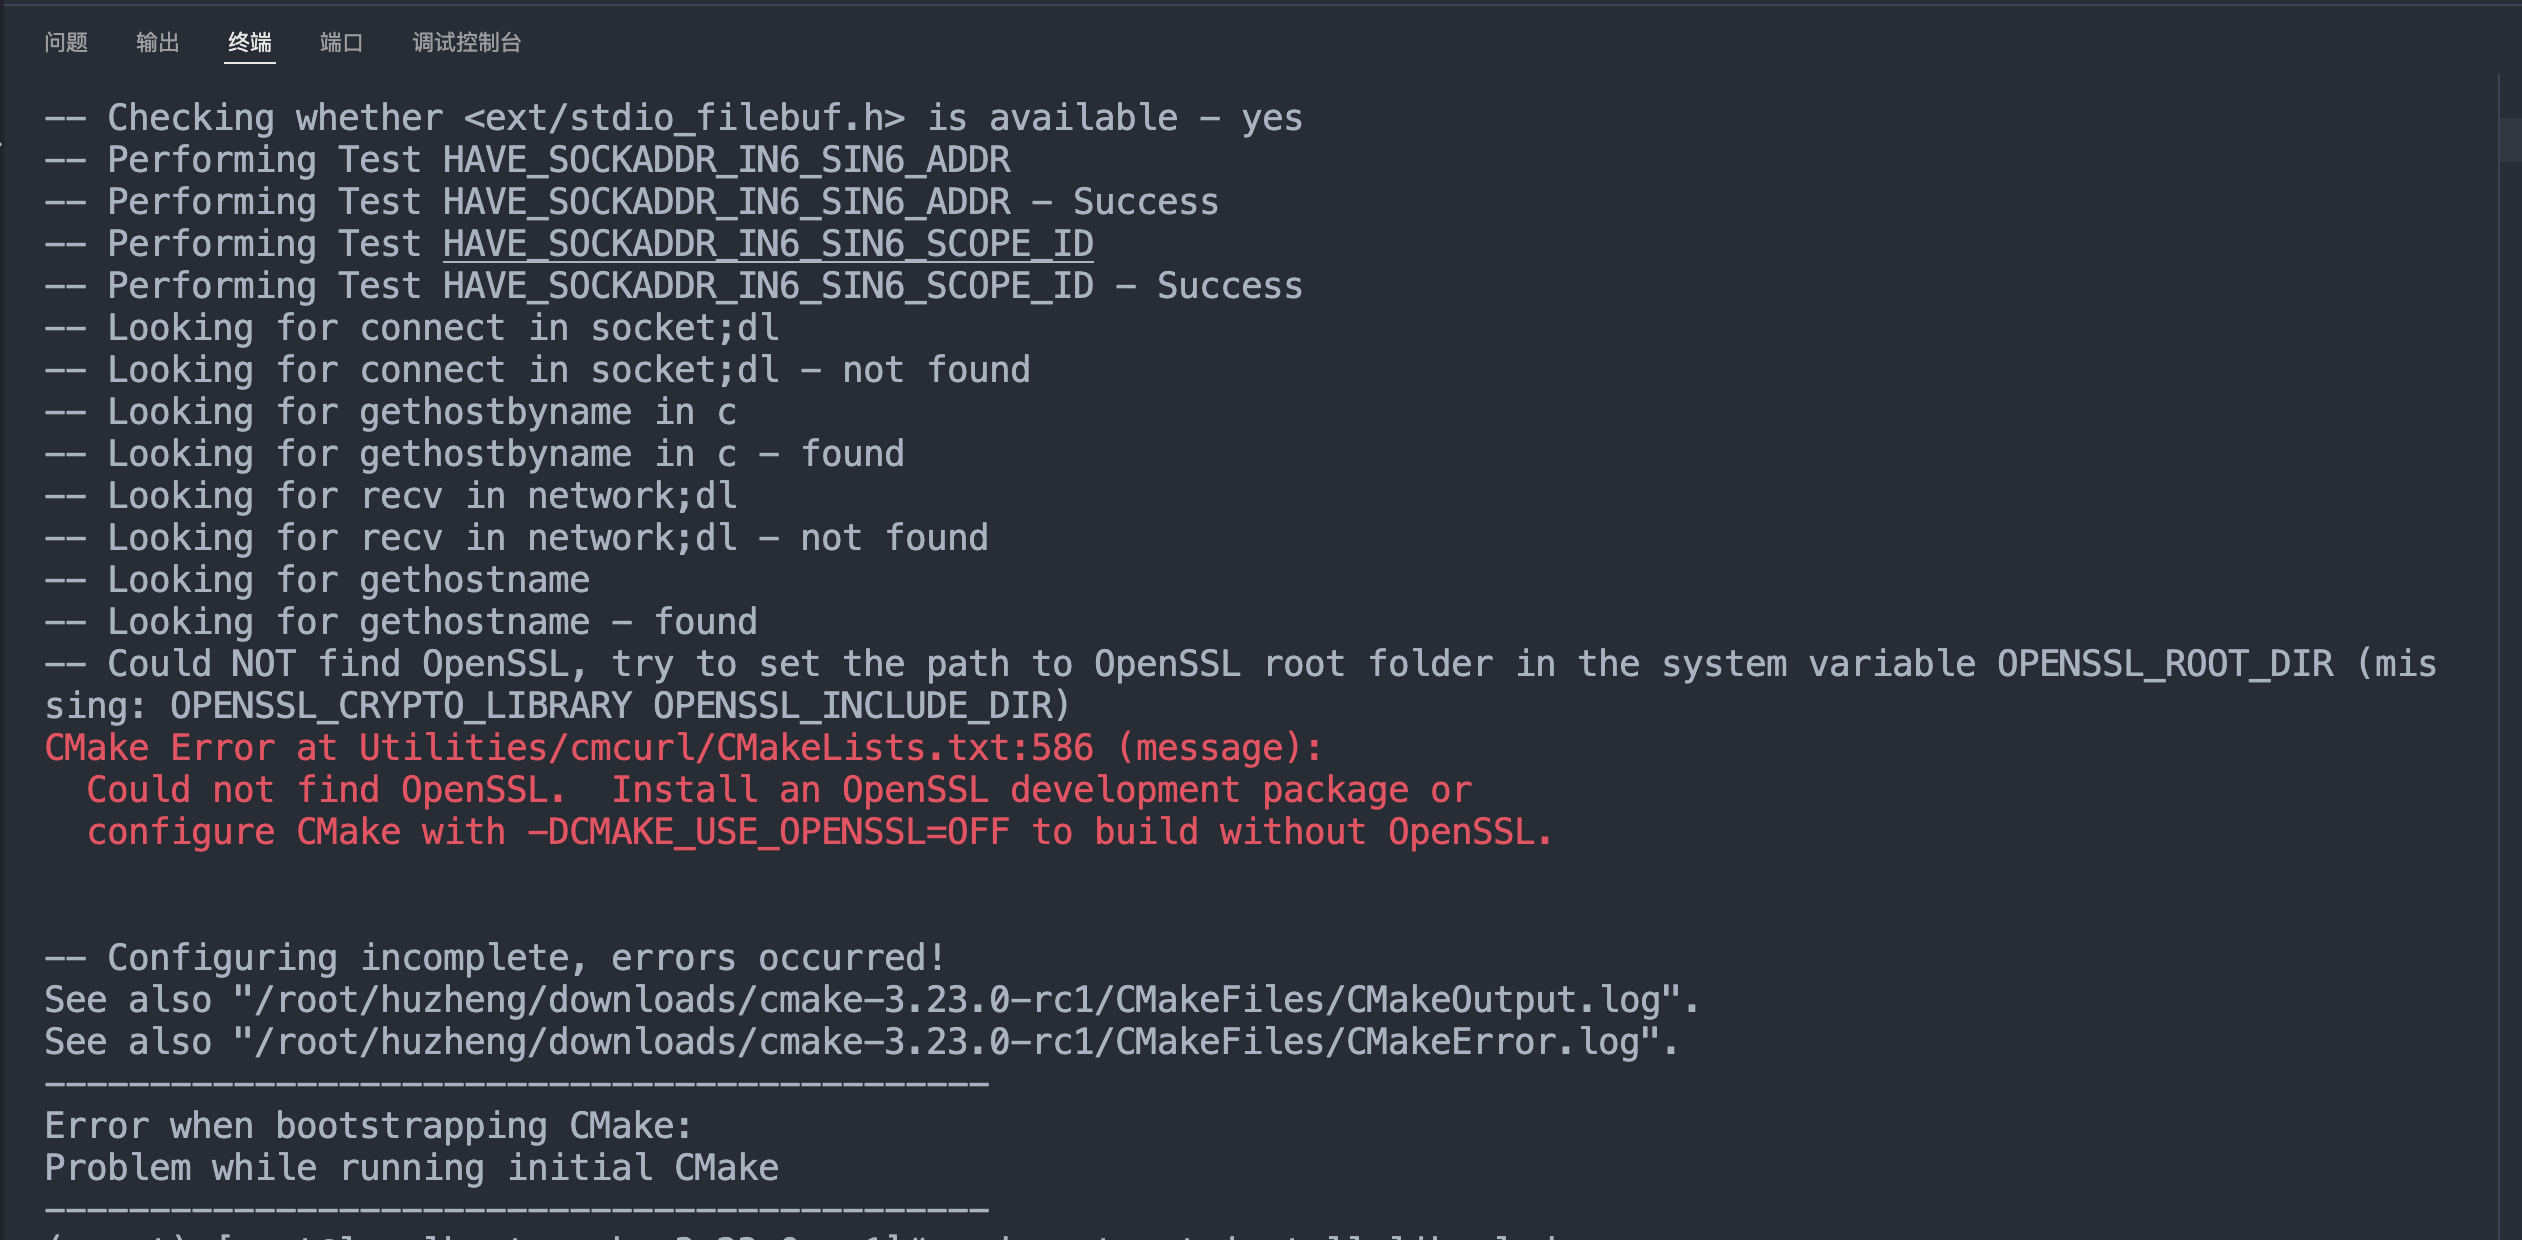 问题 输出 终端 端口 调试控制台
-- Checking whether <ext/stdio_filebuf.h> is available - yes
-- Performing Test HAVE_SOCKADDR_IN6_SIN6_ADDR
-- Performing Test HAVE_SOCKADDR_IN6_SIN6_ADDR - Success
-- Performing Test HAVE_SOCKADDR_IN6_SIN6_SCOPE_ID
-- Performing Test HAVE_SOCKADDR_IN6_SIN6_SCOPE_ID - Success
-- Looking for connect in socket;dl
-- Looking for connect in socket;dl - not found
-- Looking for gethostbyname in c
-- Looking for gethostbyname in c - found
-- Looking for recv in network;dl
-- Looking for recv in network;dl - not found
-- Looking for gethostname
-- Looking for gethostname - found
-- Could NOT find OpenSSL, try to set the path to OpenSSL root folder in the system variable OPENSSL_ROOT_DIR (mis
sing: OPENSSL_CRYPTO_LIBRARY OPENSSL_INCLUDE_DIR)
CMake Error at Utilities/cmcurl/CMakeLists.txt:586 (message):
  Could not find OpenSSL.  Install an OpenSSL development package or
  configure CMake with -DCMAKE_USE_OPENSSL=OFF to build without OpenSSL.
-- Configuring incomplete, errors occurred!
See also "/root/huzheng/downloads/cmake-3.23.0-rc1/CMakeFiles/CMakeOutput.log".
See also "/root/huzheng/downloads/cmake-3.23.0-rc1/CMakeFiles/CMakeError.log".
---------------------------------------------
Error when bootstrapping CMake:
Problem while running initial CMake
---------------------------------------------